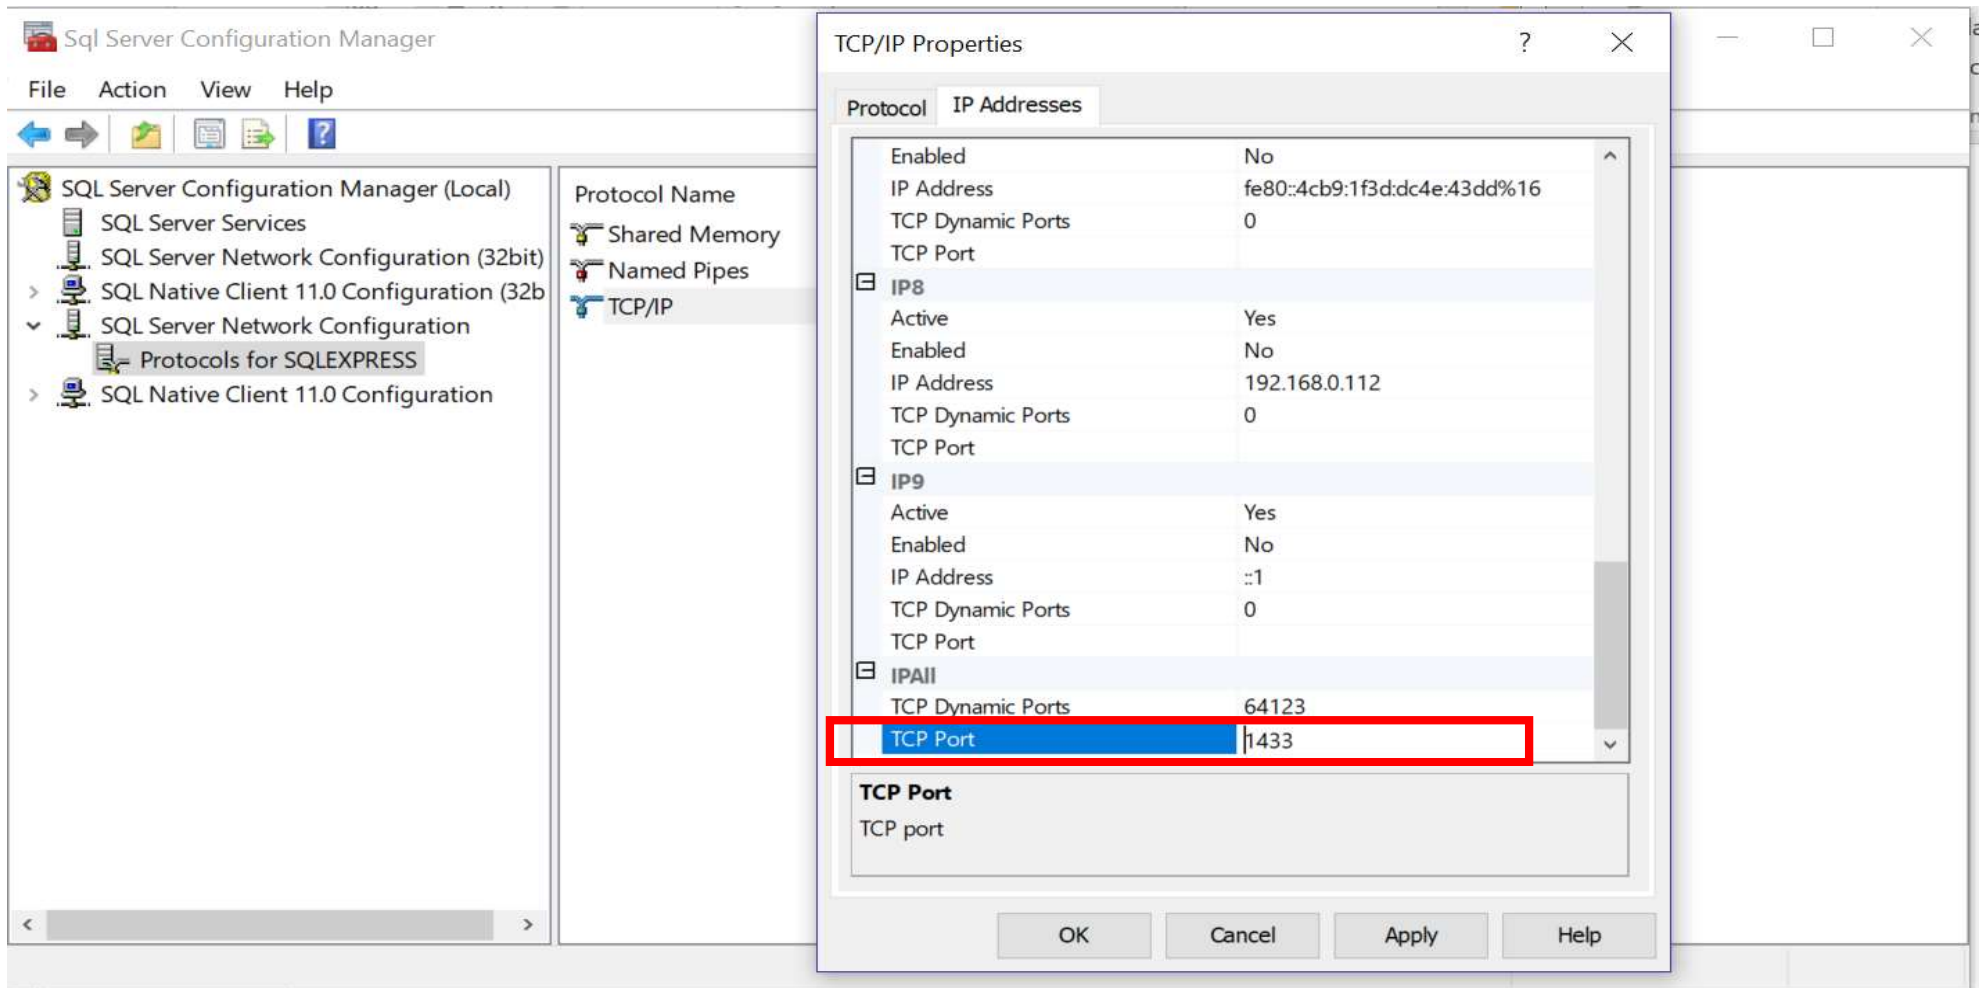 Sql Server Configuration Manager
File Action View Help
SQL Server Configuration Manager (Local)
SQL Server Services
SQL Server Network Configuration (32bit)
SQL Native Client 11.0 Configuration (32b
SQL Server Network Configuration
Protocols for SQLEXPRESS
SQL Native Client 11.0 Configuration
Protocol Name
Shared Memory
Named Pipes
TCP/IP
TCP/IP Properties
Protocol IP Addresses
Enabled No
IP Address fe80::4cb9:1f3d:dc4e:43dd%16
TCP Dynamic Ports 0
TCP Port
IP8
Active Yes
Enabled No
IP Address 192.168.0.112
TCP Dynamic Ports 0
TCP Port
IP9
Active Yes
Enabled No
IP Address ::1
TCP Dynamic Ports 0
TCP Port
IPAll
TCP Dynamic Ports 64123
TCP Port 1433
TCP Port
TCP port
OK Cancel Apply Help